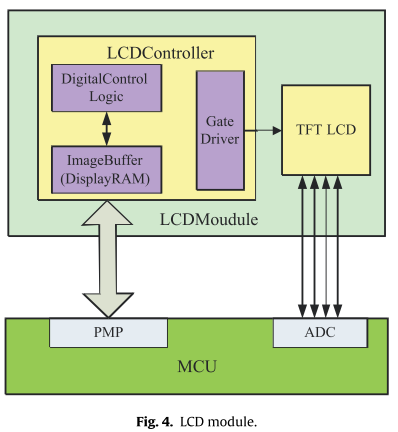 LCDController
DigitalControl
Logic
Gate
Driver
TFT LCD
ImageBuffer
(DisplayRAM)
LCDMoudule
PMP
ADC
MCU
Fig. 4. LCD module.